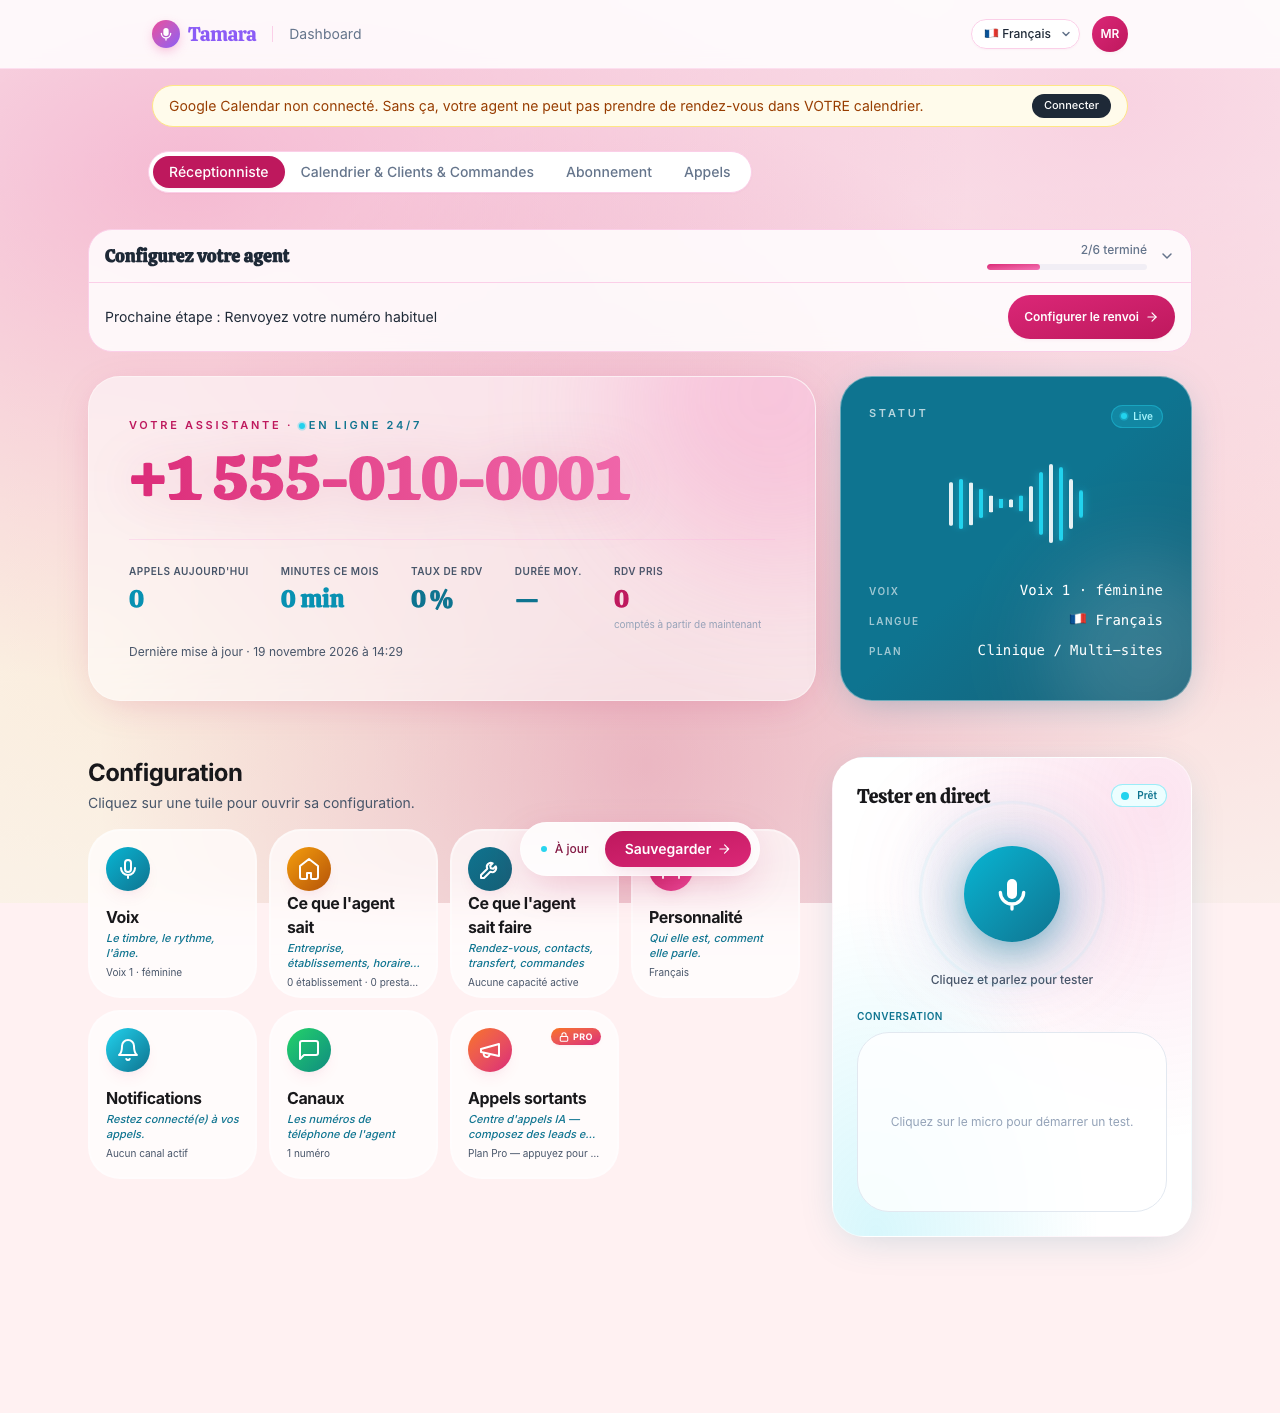 Tamara
Dashboard
Français
MR
Google Calendar non connecté. Sans ça, votre agent ne peut pas prendre de rendez-vous dans VOTRE calendrier.
Connecter
Réceptionniste
Calendrier & Clients & Commandes
Abonnement
Appels
Configurez votre agent
2/6 terminé
Prochaine étape : Renvoyez votre numéro habituel
Configurer le renvoi
VOTRE ASSISTANTE · EN LIGNE 24/7
+1 555-010-0001
APPELS AUJOURD'HUI
0
MINUTES CE MOIS
0 min
TAUX DE RDV
0 %
DURÉE MOY.
—
RDV PRIS
0
comptés à partir de maintenant
Dernière mise à jour · 19 novembre 2026 à 14:29
STATUT
Live
VOIX
Voix 1 · féminine
LANGUE
Français
PLAN
Clinique / Multi-sites
Configuration
Cliquez sur une tuile pour ouvrir sa configuration.
À jour
Sauvegarder
Voix
Le timbre, le rythme,
l'âme.
Voix 1 · féminine
Ce que l'agent
sait
Entreprise,
établissements, horaire…
0 établissement · 0 presta…
Ce que l'agent
sait faire
Rendez-vous, contacts,
transfert, commandes
Aucune capacité active
Personnalité
Qui elle est, comment
elle parle.
Français
Notifications
Restez connecté(e) à vos
appels.
Aucun canal actif
Canaux
Les numéros de
téléphone de l'agent
1 numéro
PRO
Appels sortants
Centre d'appels IA —
composez des leads e…
Plan Pro — appuyez pour …
Tester en direct
Prêt
Cliquez et parlez pour tester
CONVERSATION
Cliquez sur le micro pour démarrer un test.